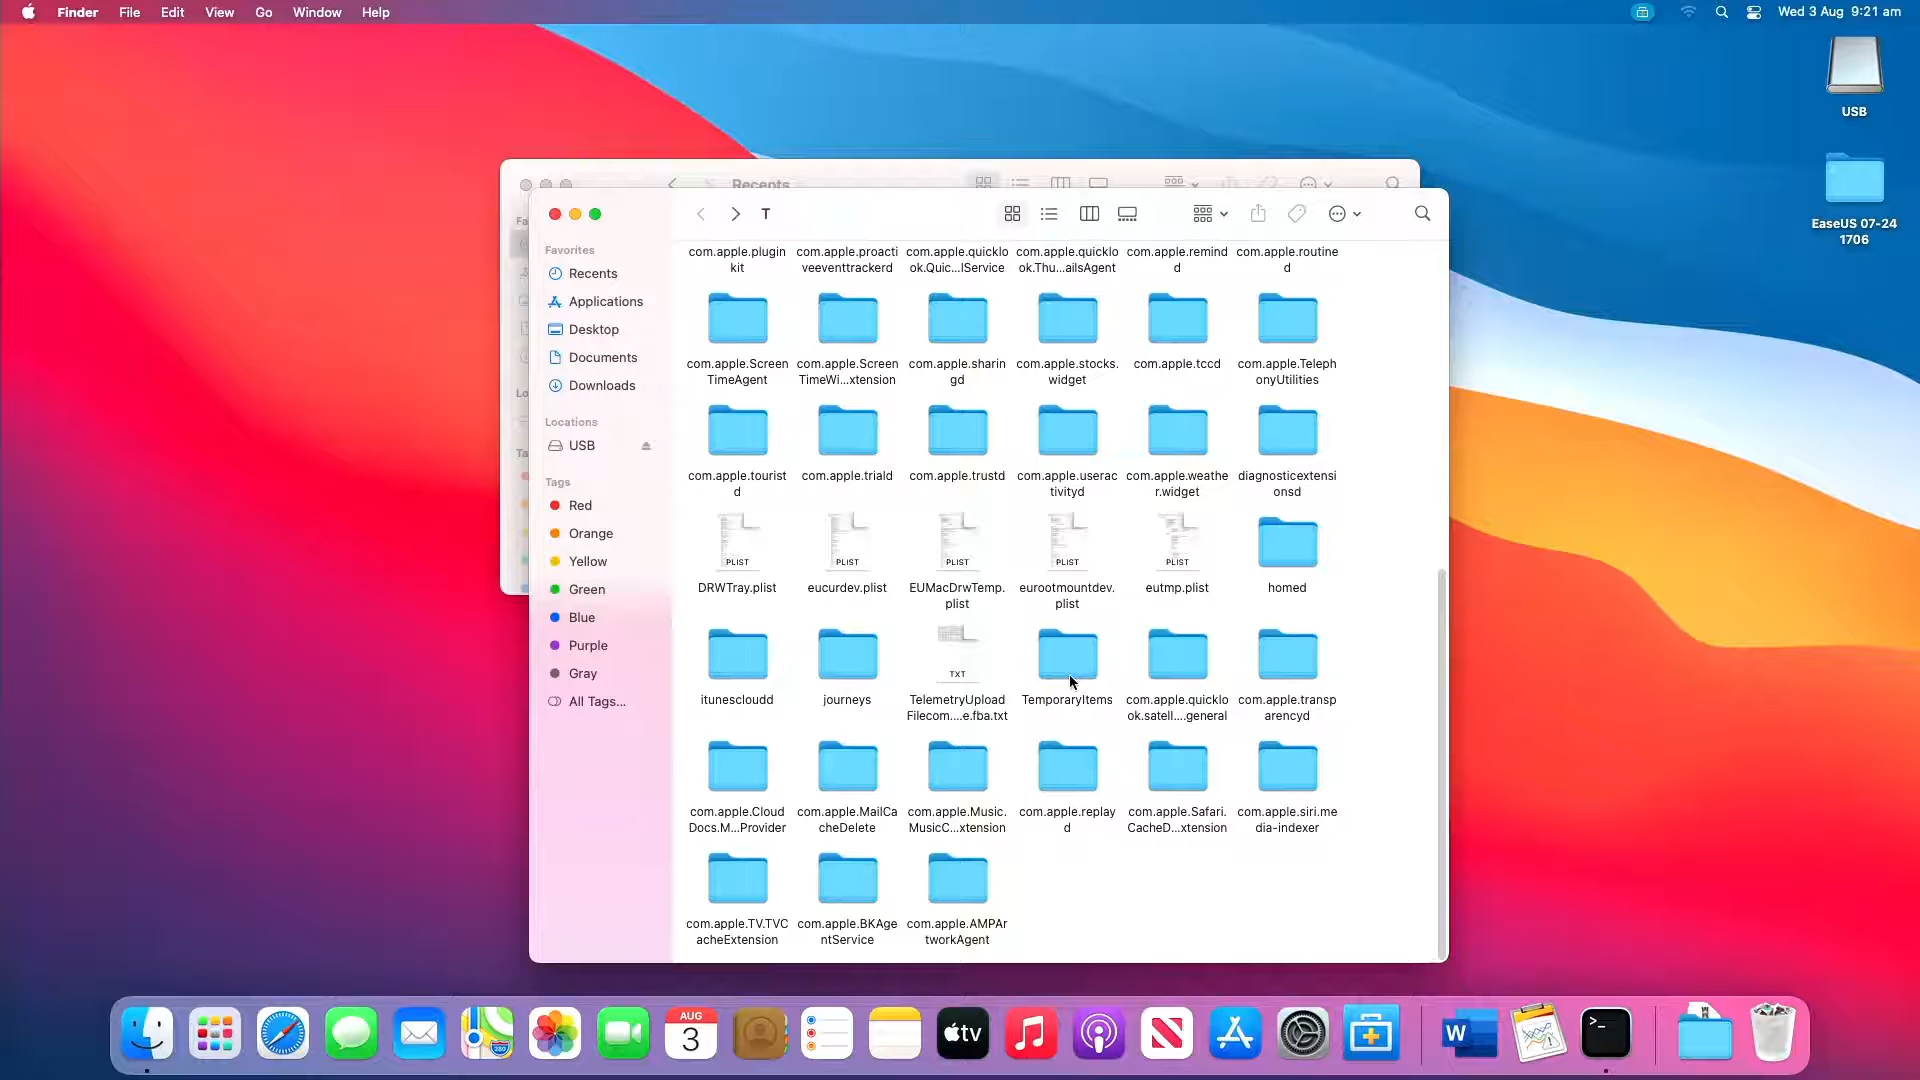 Finder File Edit View Go Window Help
Wed 3 Aug 9:21 am
USB
EaseUS 07-24
1706
Recents
Fa
Lo
Ta
T
Favorites
Recents
Applications
Desktop
Documents
Downloads
Locations
USB
Tags
Red
Orange
Yellow
Green
Blue
Purple
Gray
All Tags...
com.apple.plugin
kit
com.apple.proacti
veeventtrackerd
com.apple.quicklo
ok.Quic...lService
com.apple.quicklo
ok.Thu...ailsAgent
com.apple.remind
d
com.apple.routine
d
com.apple.Screen
TimeAgent
com.apple.Screen
TimeWi...xtension
com.apple.sharin
gd
com.apple.stocks.
widget
com.apple.tccd
com.apple.Teleph
onyUtilities
com.apple.tourist
d
com.apple.triald
com.apple.trustd
com.apple.userac
tivityd
com.apple.weathe
r.widget
diagnosticextensi
onsd
PLIST
DRWTray.plist
PLIST
eucurdev.plist
PLIST
EUMacDrwTemp.
plist
PLIST
eurootmountdev.
plist
PLIST
eutmp.plist
homed
itunescloudd
journeys
TXT
TelemetryUpload
Filecom....e.fba.txt
TemporaryItems
com.apple.quicklo
ok.satell....general
com.apple.transp
arencyd
com.apple.Cloud
Docs.M...Provider
com.apple.MailCa
cheDelete
com.apple.Music.
MusicC...xtension
com.apple.replay
d
com.apple.Safari.
CacheD...xtension
com.apple.siri.me
dia-indexer
com.apple.TV.TVC
acheExtension
com.apple.BKAge
ntService
com.apple.AMPAr
tworkAgent
280
AUG
3
tv
W
>_